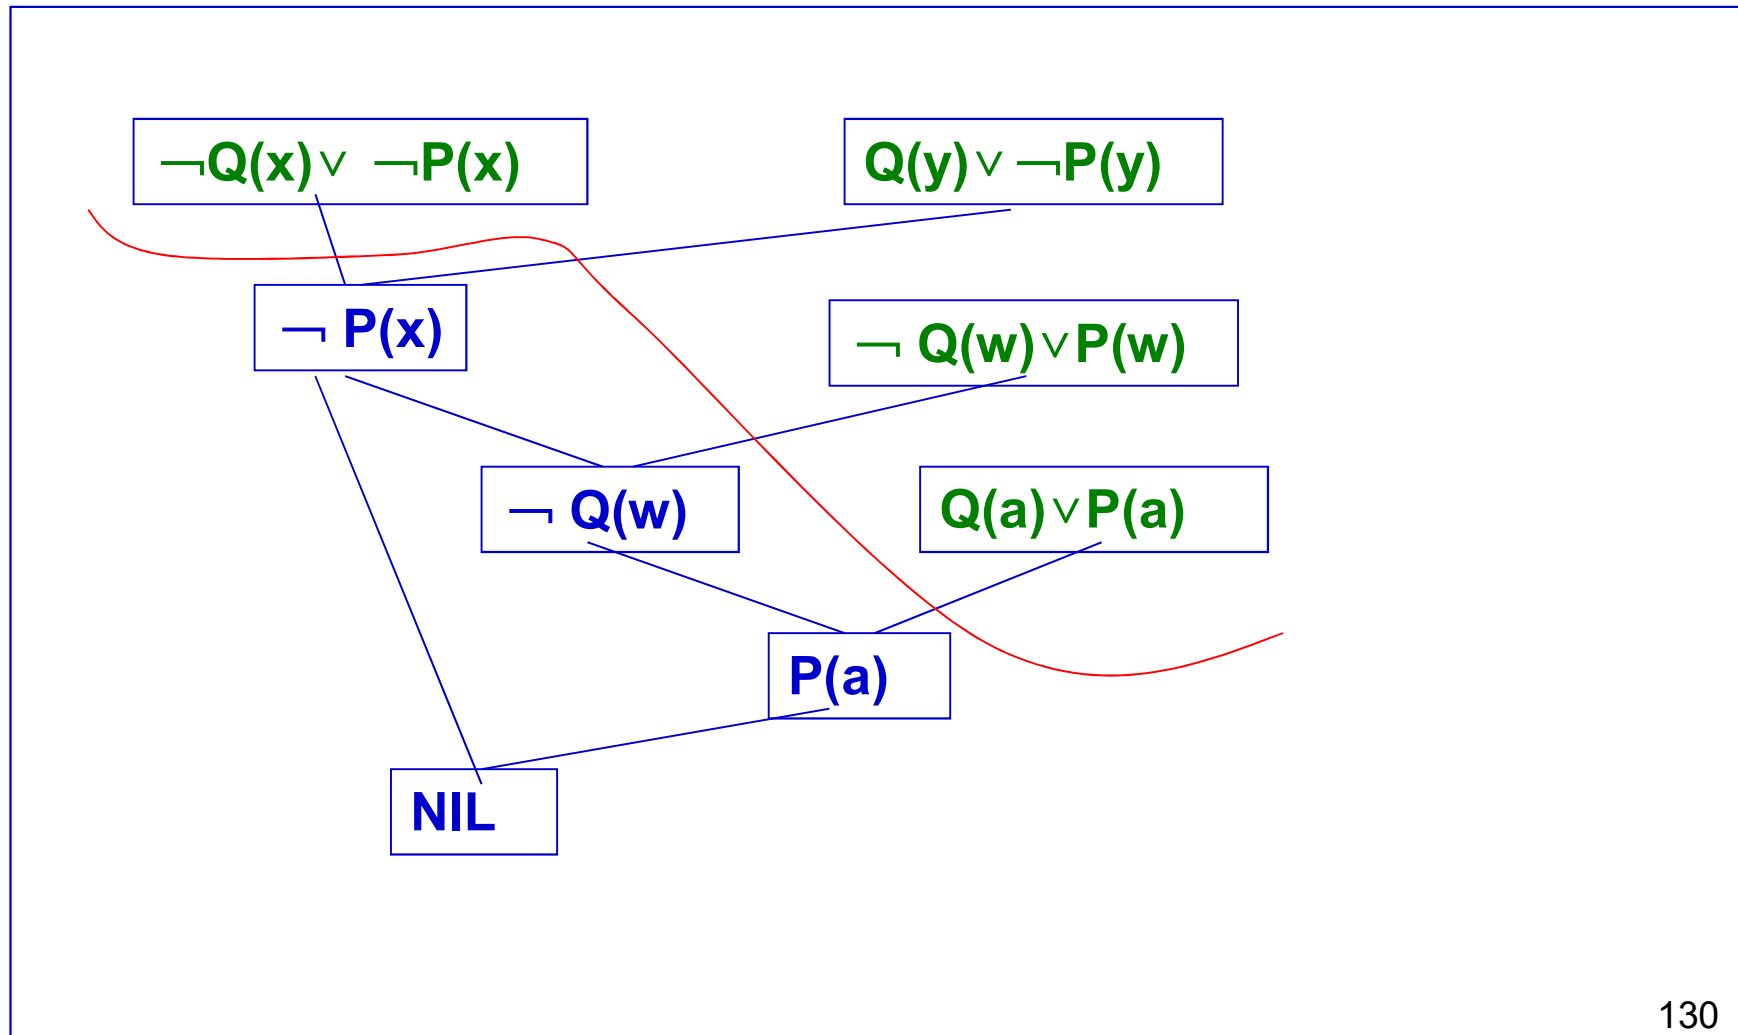 ¬Q(x)∨ ¬P(x)
Q(y)∨¬P(y)
¬ P(x)
¬ Q(w)∨P(w)
¬ Q(w)
Q(a)∨P(a)
P(a)
NIL
130